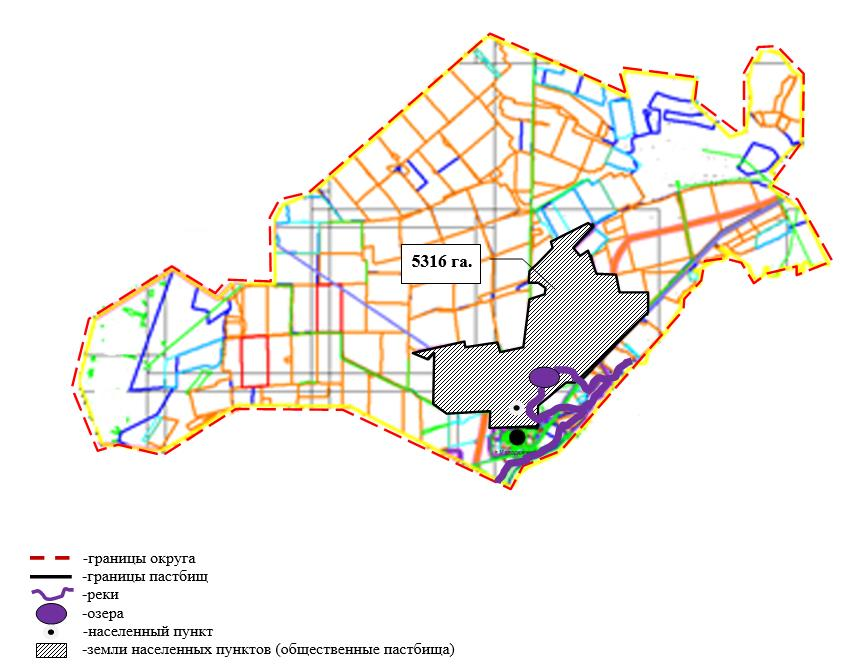 5316 га.
-границы округа
-границы пастбищ
-реки
-озера
-населенный пункт
-земли населенных пунктов (общественные пастбища)